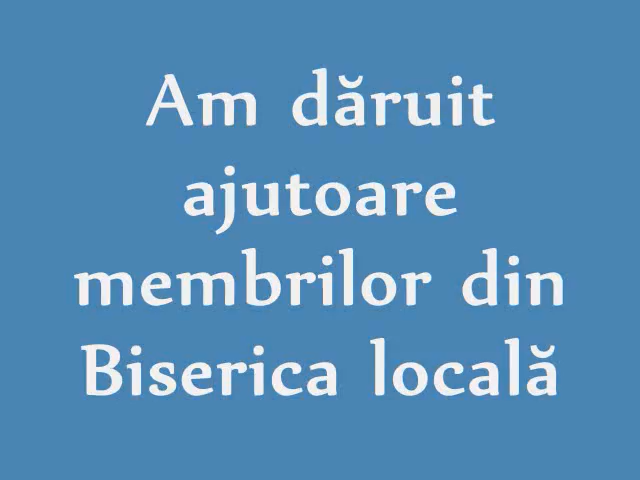 Am dăruit
ajutoare
membrilor din
Biserica locală